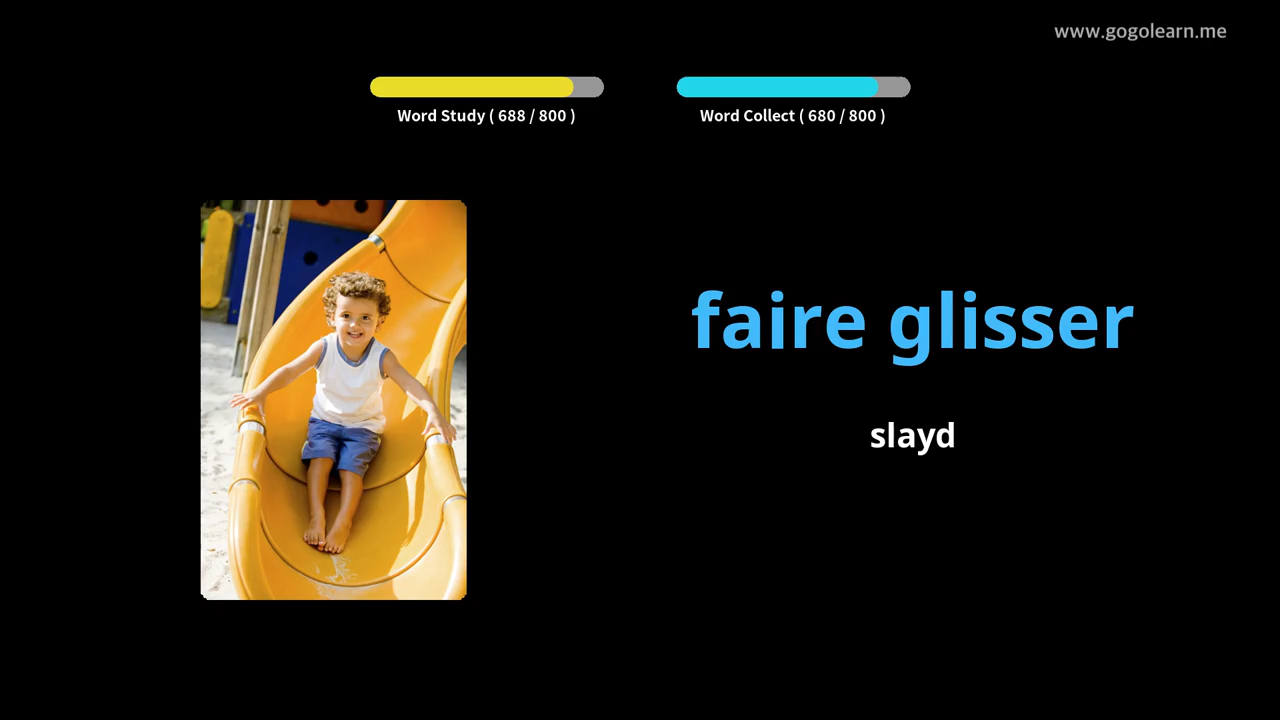 www.gogolearn.me
Word Study ( 688 / 800 )
Word Collect ( 680 / 800 )
faire glisser
slayd